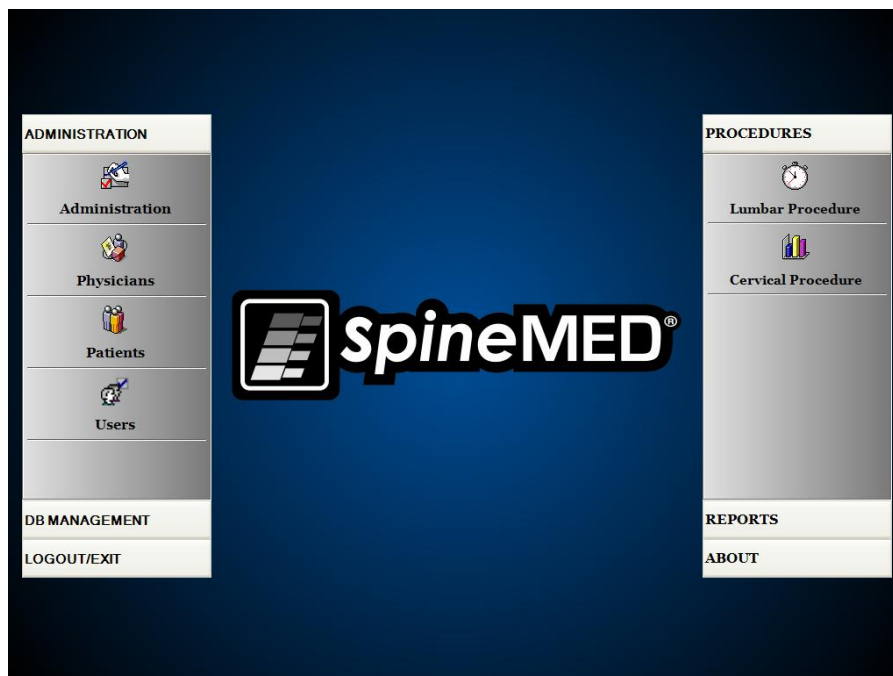 ADMINISTRATION
Administration
Physicians
Patients
Users
DB MANAGEMENT
LOGOUT/EXIT
SpineMED®
PROCEDURES
Lumbar Procedure
Cervical Procedure
REPORTS
ABOUT